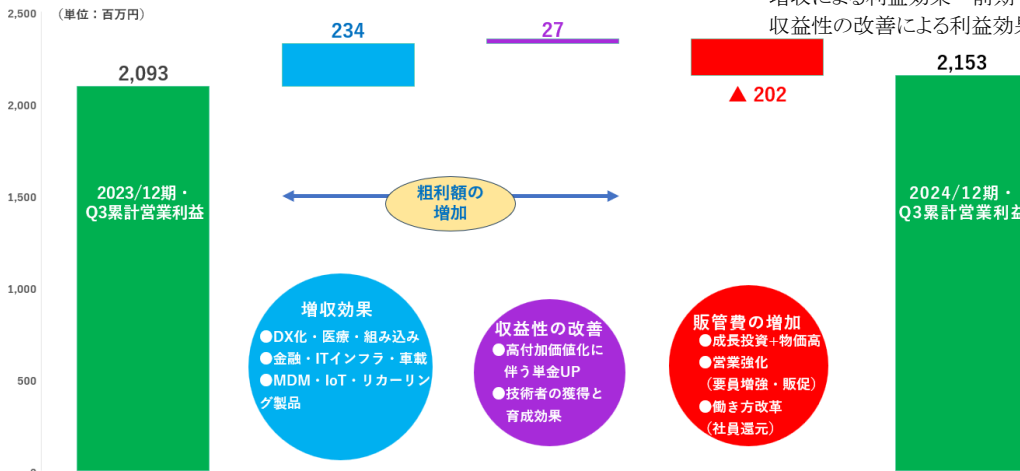 増収による利益効果 前期
収益性の改善による利益効果
（単位：百万円）
2,500
2,000
1,500
1,000
500
2,093
234
27
▲ 202
2,153
2023/12期・
Q3累計営業利益
粗利額の
増加
2024/12期・
Q3累計営業利益
増収効果
●DX化・医療・組み込み
●金融・ITインフラ・車載
●MDM・IoT・リカーリン
グ製品
収益性の改善
●高付加価値化に
伴う単金UP
●技術者の獲得と
育成効果
販管費の増加
●成長投資+物価高
●営業強化
（要員増強・販促）
●働き方改革
（社員還元）